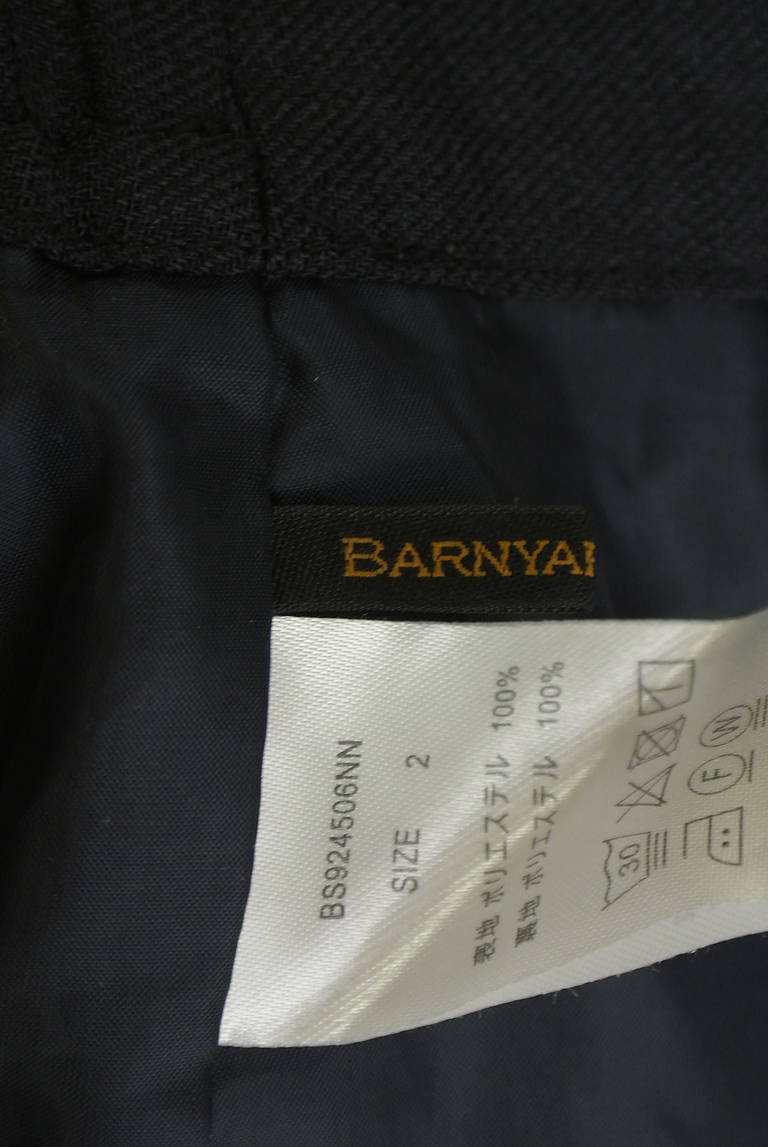 BARNYA
BS924506NN
SIZE 2
表地 ポリエステル 100%
裏地 ポリエステル 100%
30
F
W